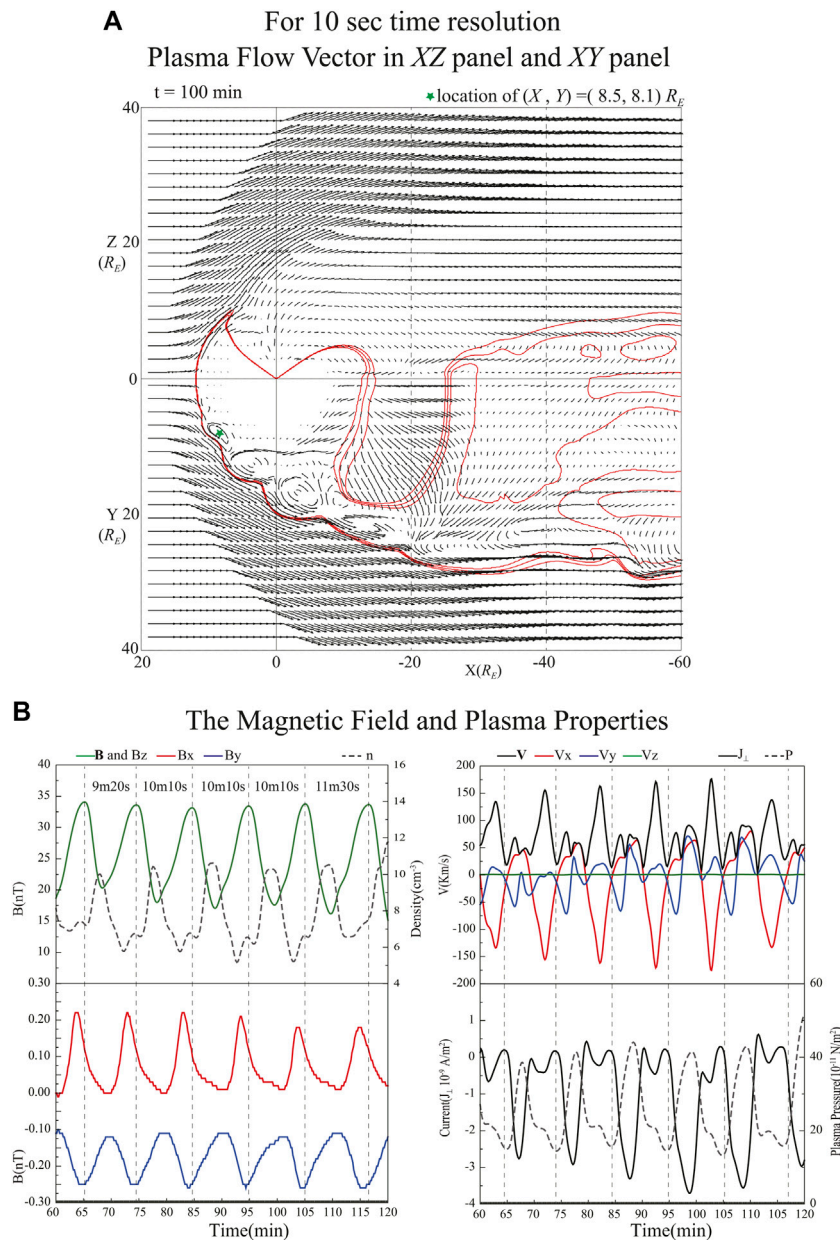 A
For 10 sec time resolution
Plasma Flow Vector in XZ panel and XY panel
t = 100 min
★location of (X , Y) =( 8.5, 8.1) R_E
40
Z 20
(R_E)
0
Y 20
(R_E)
40
20 0 -20 -40 -60
X(R_E)
B
The Magnetic Field and Plasma Properties
B and Bz Bx By n
9m20s 10m10s 10m10s 10m10s 11m30s
40 35 30 25 20 15 10
B(nT)
16 14 12 10 8 6 4
Density(cm⁻³)
0.30 0.20 0.10 0.00 -0.10 -0.20 -0.30
B(nT)
60 65 70 75 80 85 90 95 100 105 110 115 120
Time(min)
V Vx Vy Vz J⊥ P
200 150 100 50 0 -50 -100 -150 -200
V(Km/s)
1 0 -1 -2 -3 -4
Current(J⊥ 10⁻⁹ A/m²)
60 40 20 0
Plasma Pressure(10⁻¹¹ N/m²)
60 65 70 75 80 85 90 95 100 105 110 115 120
Time(min)